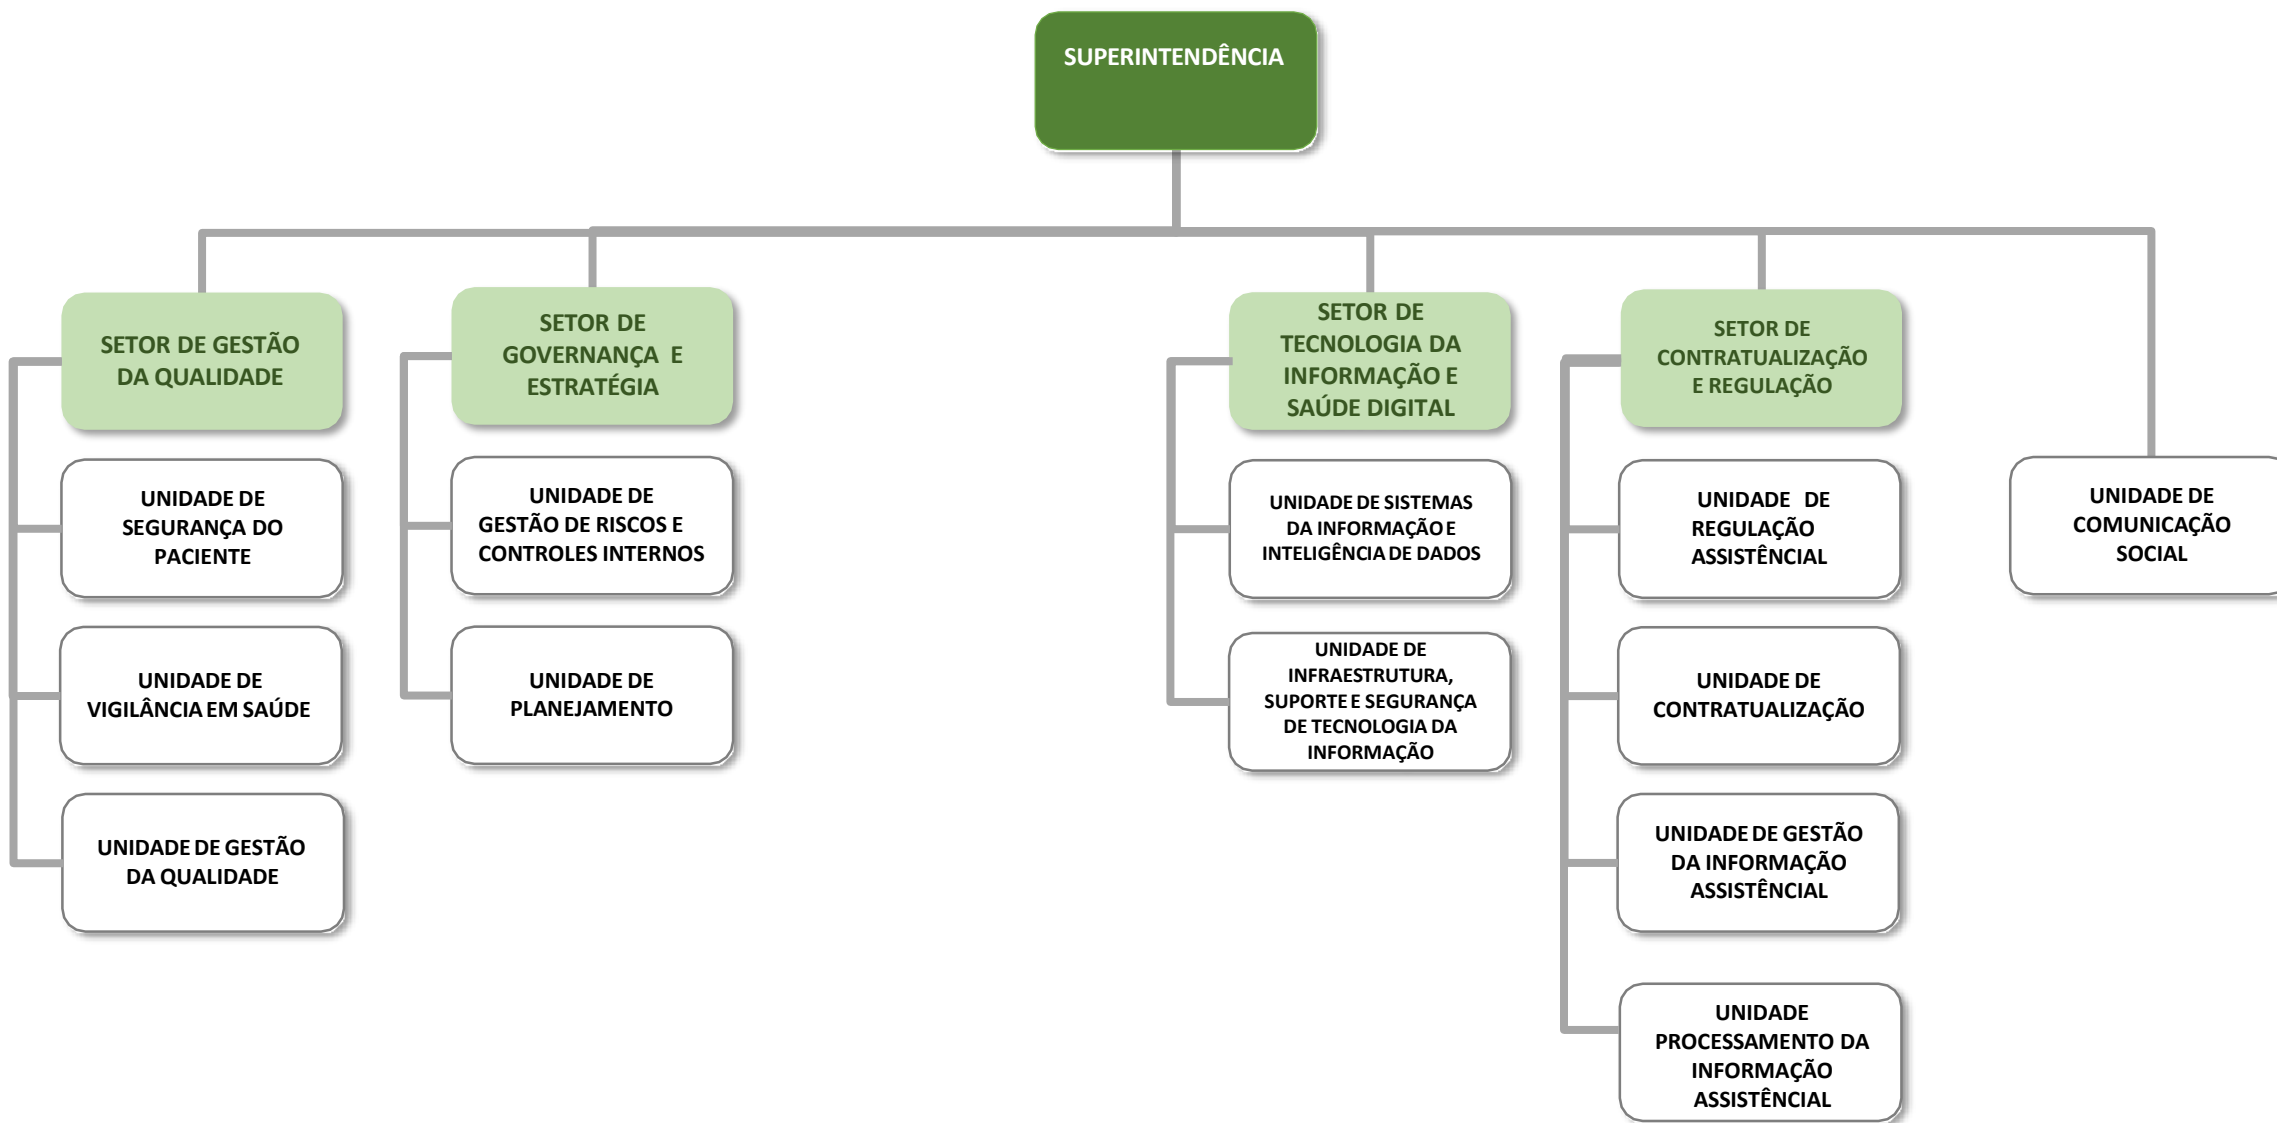 SUPERINTENDÊNCIA
SETOR DE GESTÃO
DA QUALIDADE
UNIDADE DE
SEGURANÇA DO
PACIENTE
UNIDADE DE
VIGILÂNCIA EM SAÚDE
UNIDADE DE GESTÃO
DA QUALIDADE
SETOR DE
GOVERNANÇA E
ESTRATÉGIA
UNIDADE DE
GESTÃO DE RISCOS E
CONTROLES INTERNOS
UNIDADE DE
PLANEJAMENTO
SETOR DE
TECNOLOGIA DA
INFORMAÇÃO E
SAÚDE DIGITAL
UNIDADE DE SISTEMAS
DA INFORMAÇÃO E
INTELIGÊNCIA DE DADOS
UNIDADE DE
INFRAESTRUTURA,
SUPORTE E SEGURANÇA
DE TECNOLOGIA DA
INFORMAÇÃO
SETOR DE
CONTRATUALIZAÇÃO
E REGULAÇÃO
UNIDADE DE
REGULAÇÃO
ASSISTÊNCIAL
UNIDADE DE
CONTRATUALIZAÇÃO
UNIDADE DE GESTÃO
DA INFORMAÇÃO
ASSISTÊNCIAL
UNIDADE
PROCESSAMENTO DA
INFORMAÇÃO
ASSISTÊNCIAL
UNIDADE DE
COMUNICAÇÃO
SOCIAL